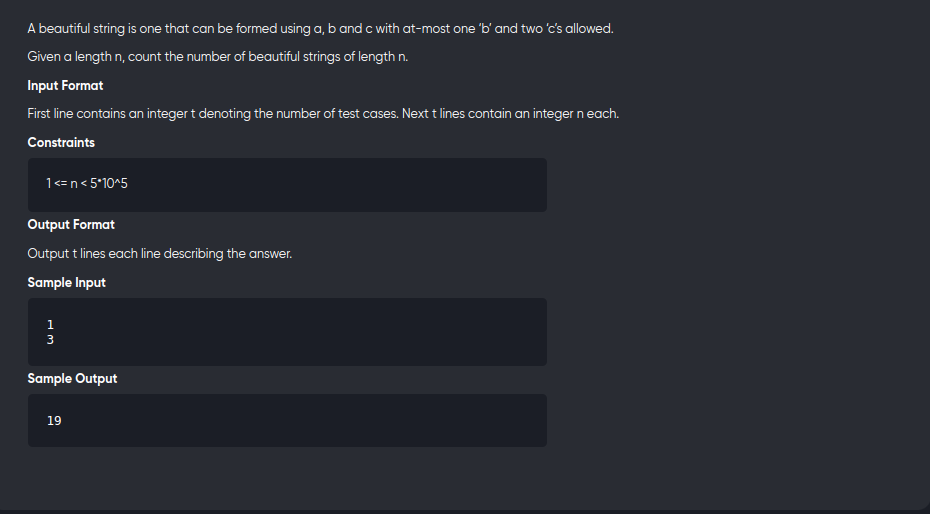 A beautiful string is one that can be formed using a, b and c with at-most one 'b' and two 'c's allowed.
Given a length n, count the number of beautiful strings of length n.
Input Format
First line contains an integer t denoting the number of test cases. Next t lines contain an integer n each.
Constraints
1 <= n < 5*10^5
Output Format
Output t lines each line describing the answer.
Sample Input
1
3
Sample Output
19